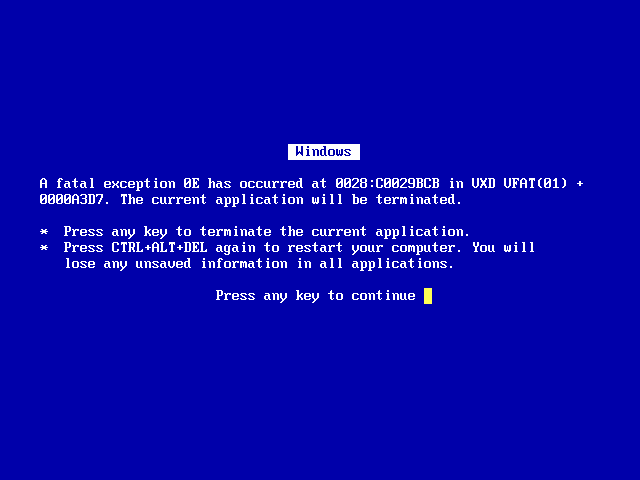 Windows
A fatal exception 0E has occurred at 0028:C0029BCB in VXD VFAT(01) +
0000A3D7. The current application will be terminated.
* Press any key to terminate the current application.
* Press CTRL+ALT+DEL again to restart your computer. You will
lose any unsaved information in all applications.
Press any key to continue